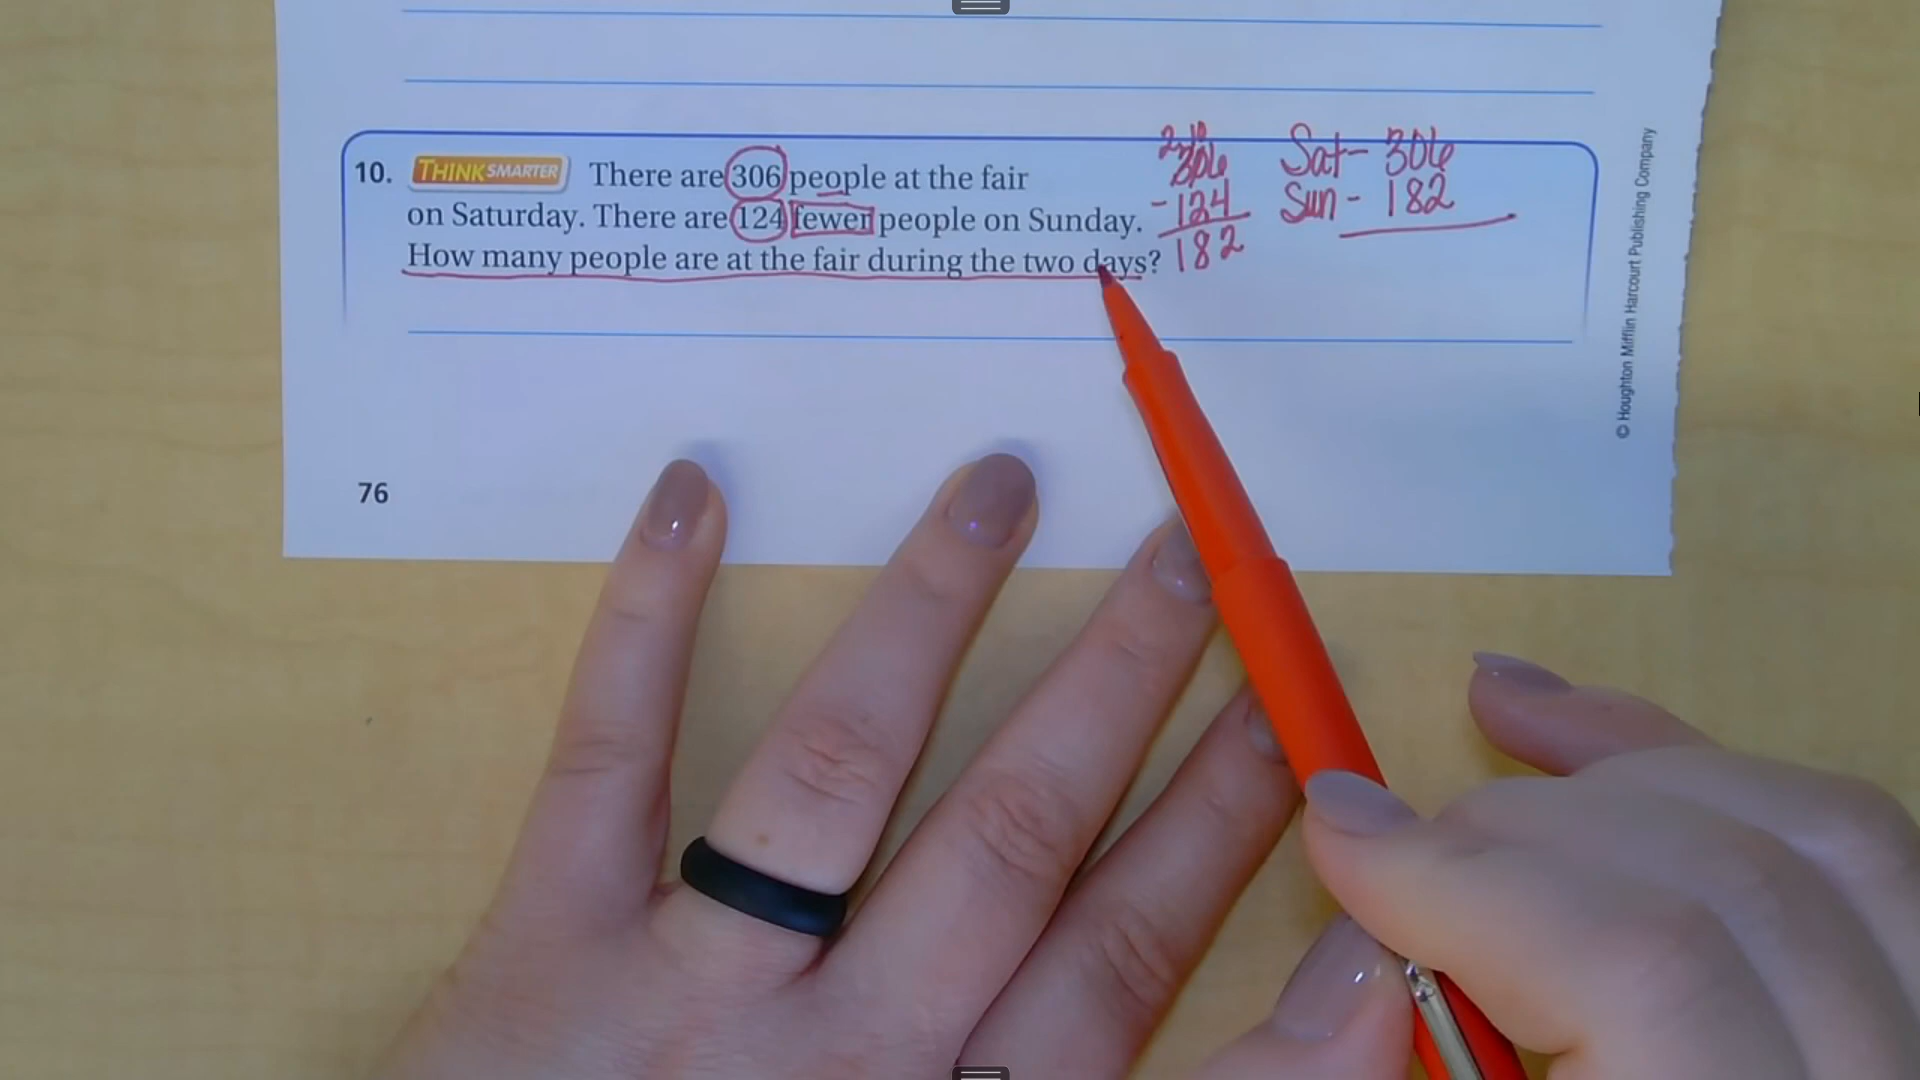 10. THINK SMARTER There are 306 people at the fair
on Saturday. There are 124 fewer people on Sunday.
How many people are at the fair during the two days?
2 10
306
- 124
182
Sat - 306
Sun - 182
76
© Houghton Mifflin Harcourt Publishing Company